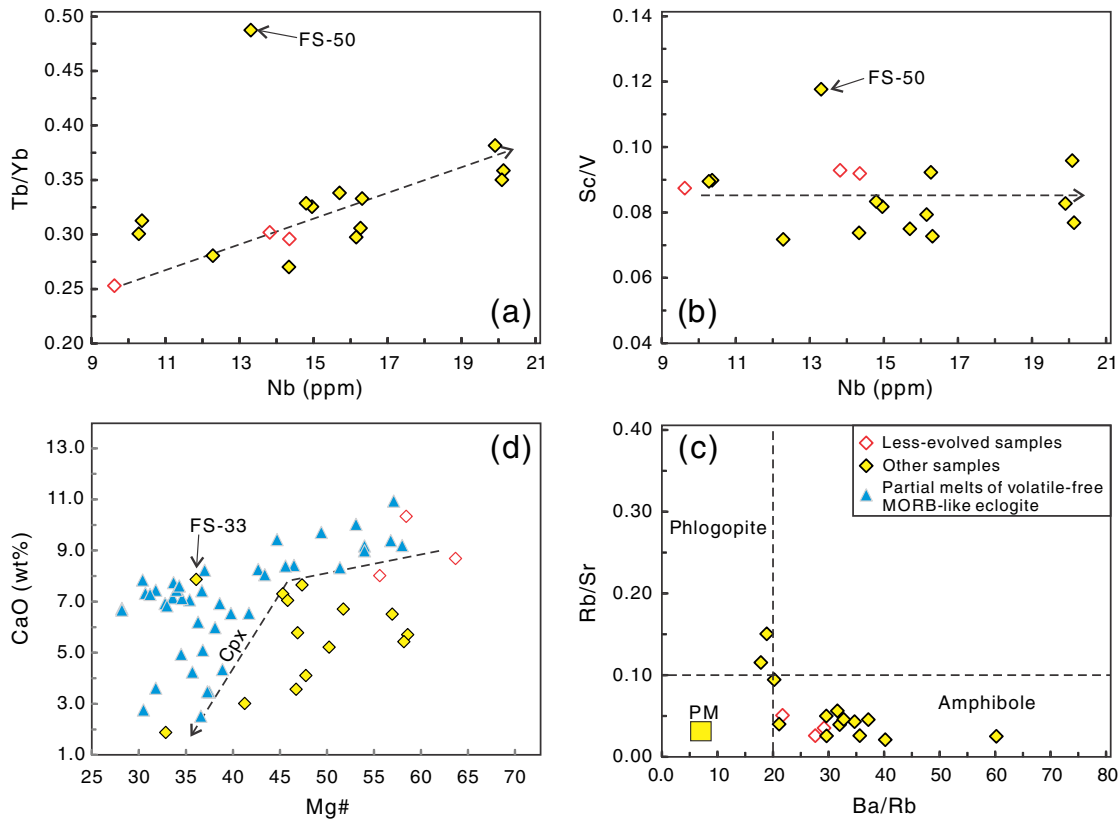 0.50
0.45
0.40
0.35
0.30
0.25
0.20
Tb/Yb
FS-50
(a)
9
11
13
15
17
19
21
Nb (ppm)
0.14
0.12
0.10
0.08
0.06
0.04
Sc/V
FS-50
(b)
9
11
13
15
17
19
21
Nb (ppm)
13.0
11.0
9.0
7.0
5.0
3.0
1.0
CaO (wt%)
(d)
FS-33
Cpx
25
30
35
40
45
50
55
60
65
70
Mg#
0.40
0.30
0.20
0.10
0.00
Rb/Sr
(c)
Less-evolved samples
Other samples
Partial melts of volatile-free
MORB-like eclogite
Phlogopite
Amphibole
PM
0.0
10
20
30
40
50
60
70
80
Ba/Rb